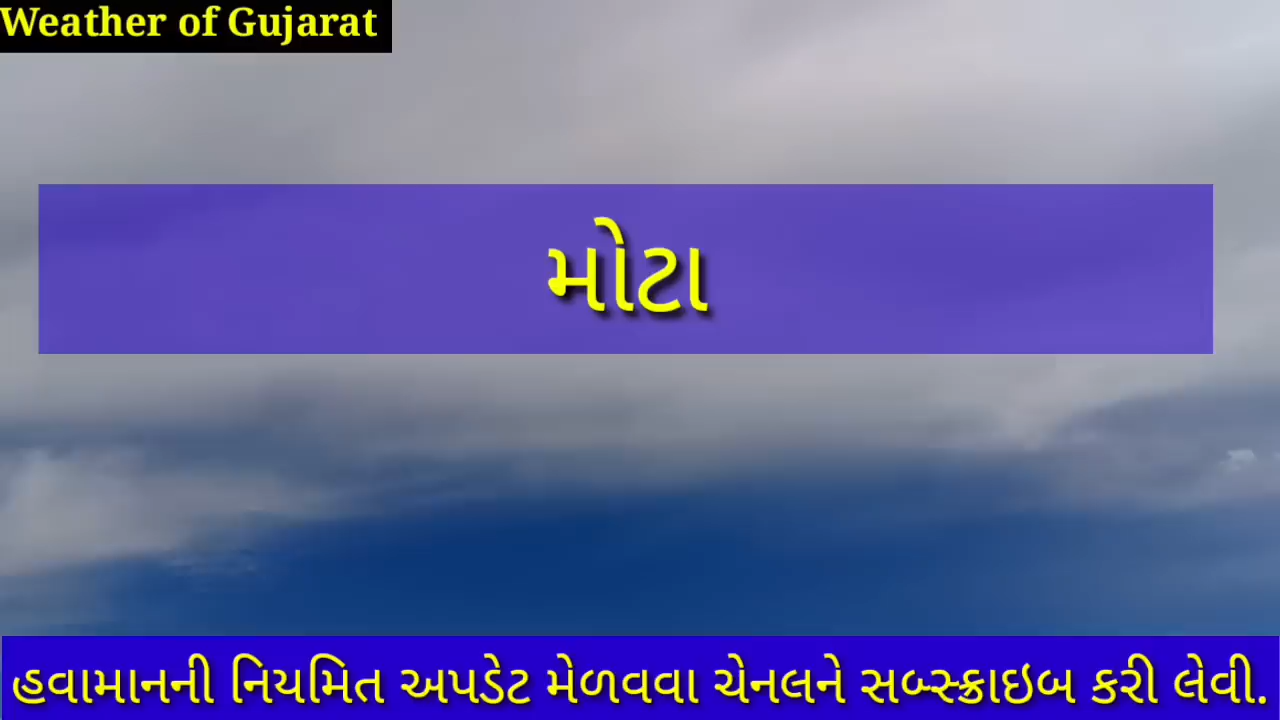 Weather of Gujarat
મોટા
હવામાનની નિયમિત અપડેટ મેળવવા ચેનલને સબ્સ્ક્રાઇબ કરી લેવી.